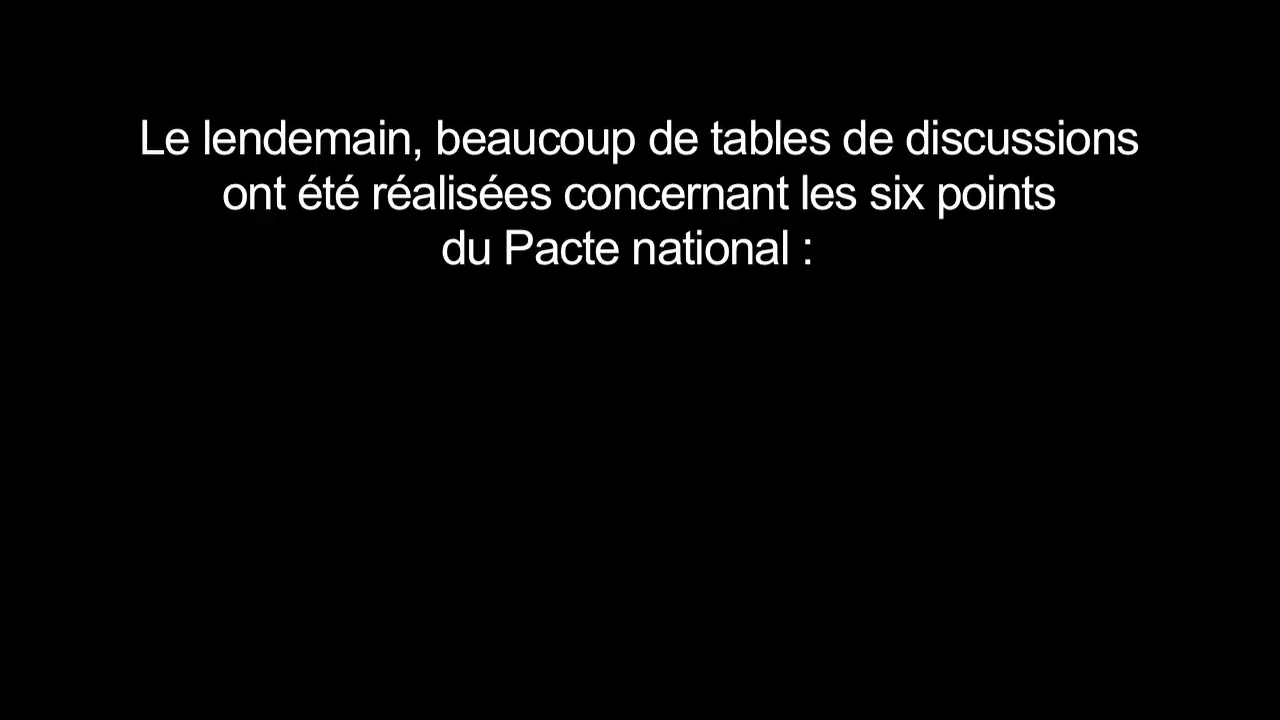 Le lendemain, beaucoup de tables de discussions
ont été réalisées concernant les six points
du Pacte national :